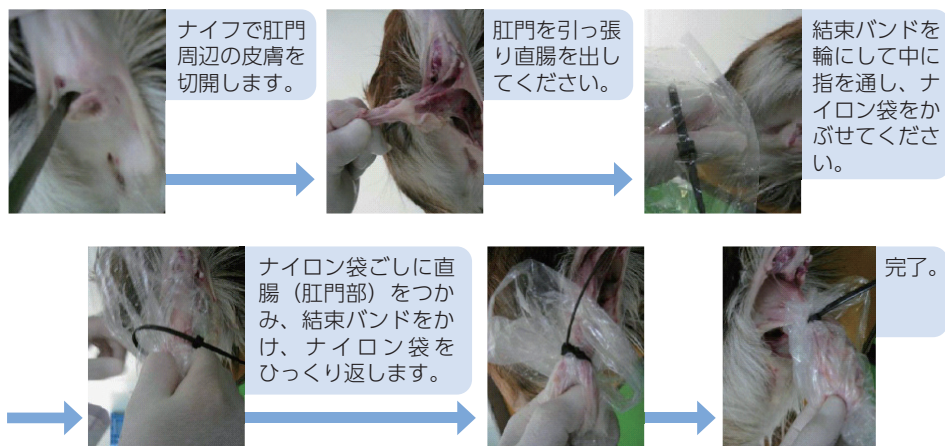 ナイフで肛門
周辺の皮膚を
切開します。
肛門を引っ張
り直腸を出し
てください。
結束バンドを
輪にして中に
指を通し、ナ
イロン袋をか
ぶせてくださ
い。
ナイロン袋ごしに直
腸（肛門部）をつか
み、結束バンドをか
け、ナイロン袋を
ひっくり返します。
完了。